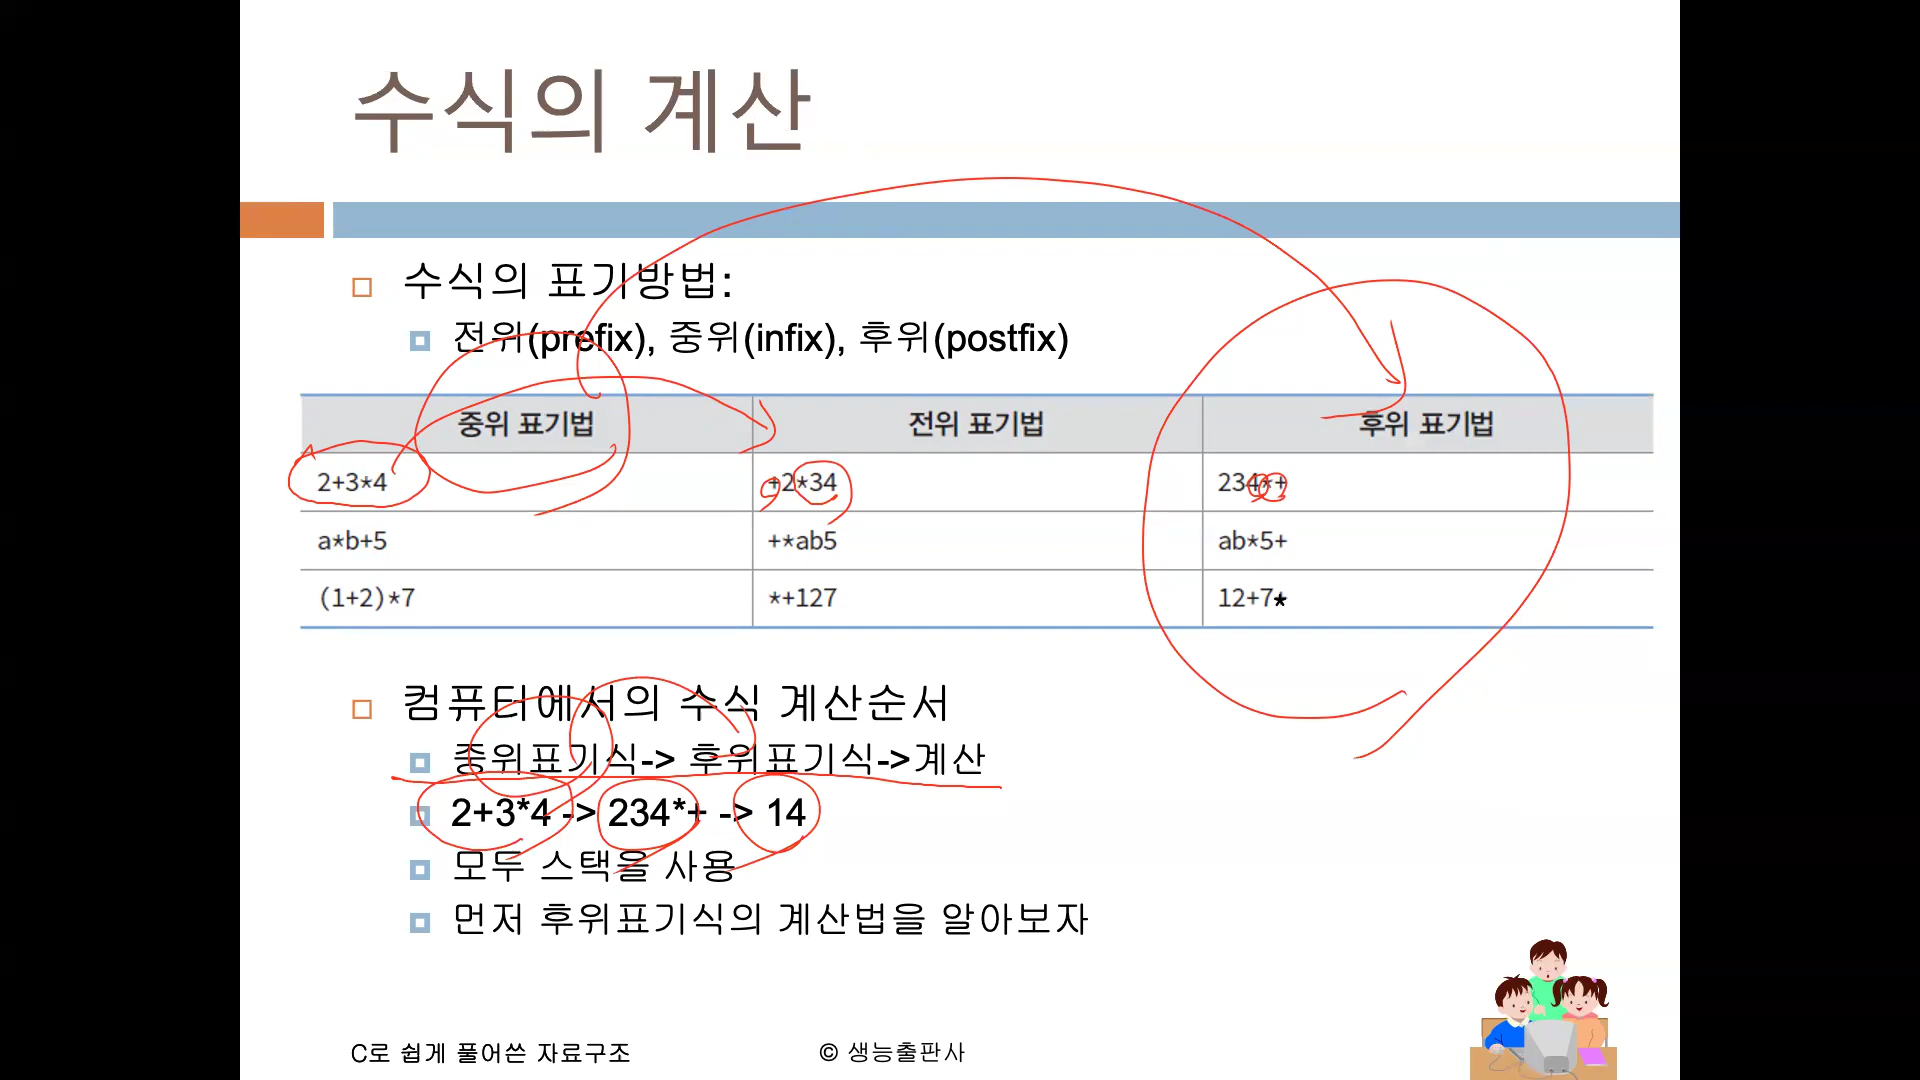 수식의 계산
수식의 표기방법:
전위(prefix), 중위(infix), 후위(postfix)
중위 표기법 전위 표기법 후위 표기법
2+3*4 +2*34 234*+
a*b+5 +*ab5 ab*5+
(1+2)*7 *+127 12+7*
컴퓨터에서의 수식 계산순서
중위표기식-> 후위표기식->계산
2+3*4 -> 234*+ -> 14
모두 스택을 사용
먼저 후위표기식의 계산법을 알아보자
C로 쉽게 풀어쓴 자료구조 © 생능출판사